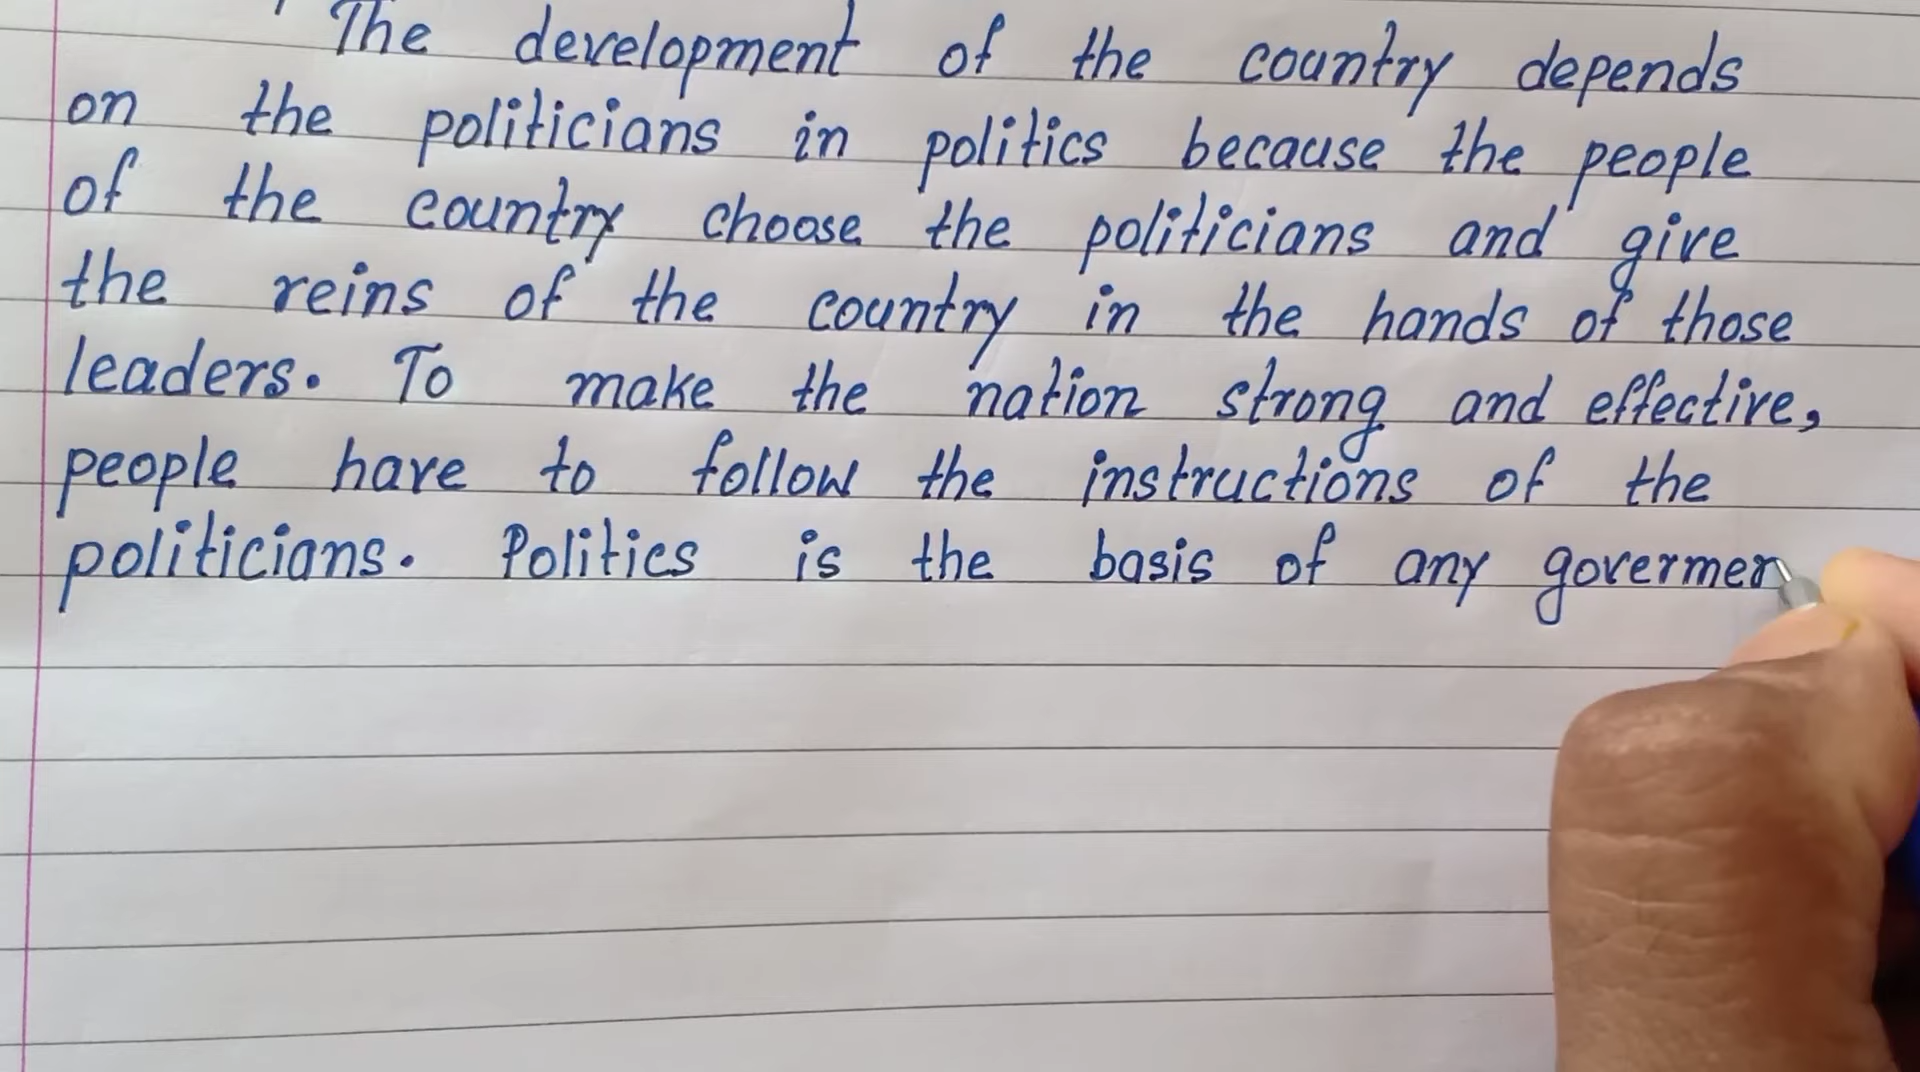 The development of the country depends
on the politicians in politics because the people
of the country choose the politicians and give
the reins of the country in the hands of those
leaders. To make the nation strong and effective,
people have to follow the instructions of the
politicians. Politics is the basis of any govermen